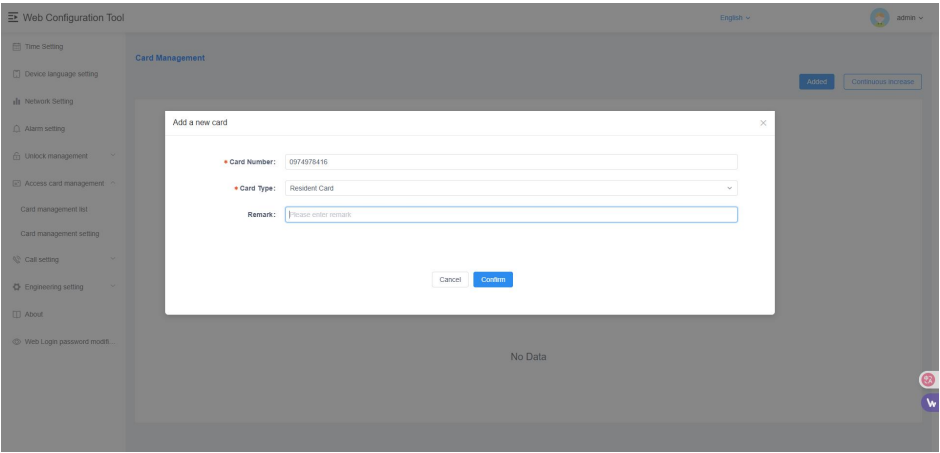 Web Configuration Tool
English
admin
Time Setting
Device language setting
Network Setting
Alarm setting
Unlock management
Access card management
Card management list
Card management setting
Call setting
Enginnering setting
About
Web Login password modifi...
Card Management
Added
Continuous increase
Add a new card
* Card Number: 0974978416
* Card Type: Resident Card
Remark: Please enter remark
Cancel
Confirm
No Data